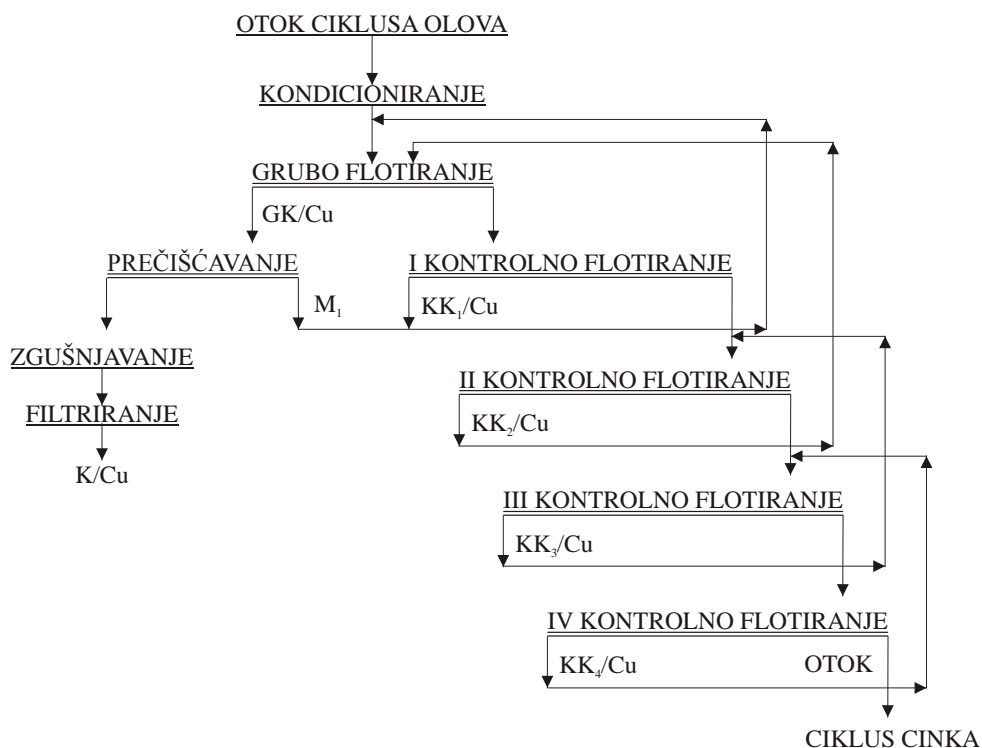 OTOK CIKLUSA OLOVA
KONDICIONIRANJE
GRUBO FLOTIRANJE
GK/Cu
PREČIŠĆAVANJE
I KONTROLNO FLOTIRANJE
M₁
KK₁/Cu
ZGUŠNJAVANJE
II KONTROLNO FLOTIRANJE
FILTRIRANJE
KK₂/Cu
K/Cu
III KONTROLNO FLOTIRANJE
KK₃/Cu
IV KONTROLNO FLOTIRANJE
KK₄/Cu
OTOK
CIKLUS CINKA